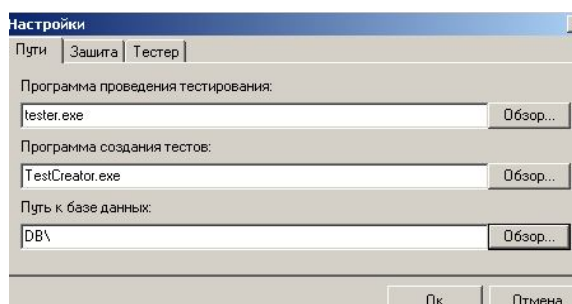 Настройки
Пути Зашита Тестер
Программа проведения тестирования:
tester.exe Обзор...
Программа создания тестов:
TestCreator.exe Обзор...
Путь к базе данных:
DB\ Обзор...
Ок Отмена